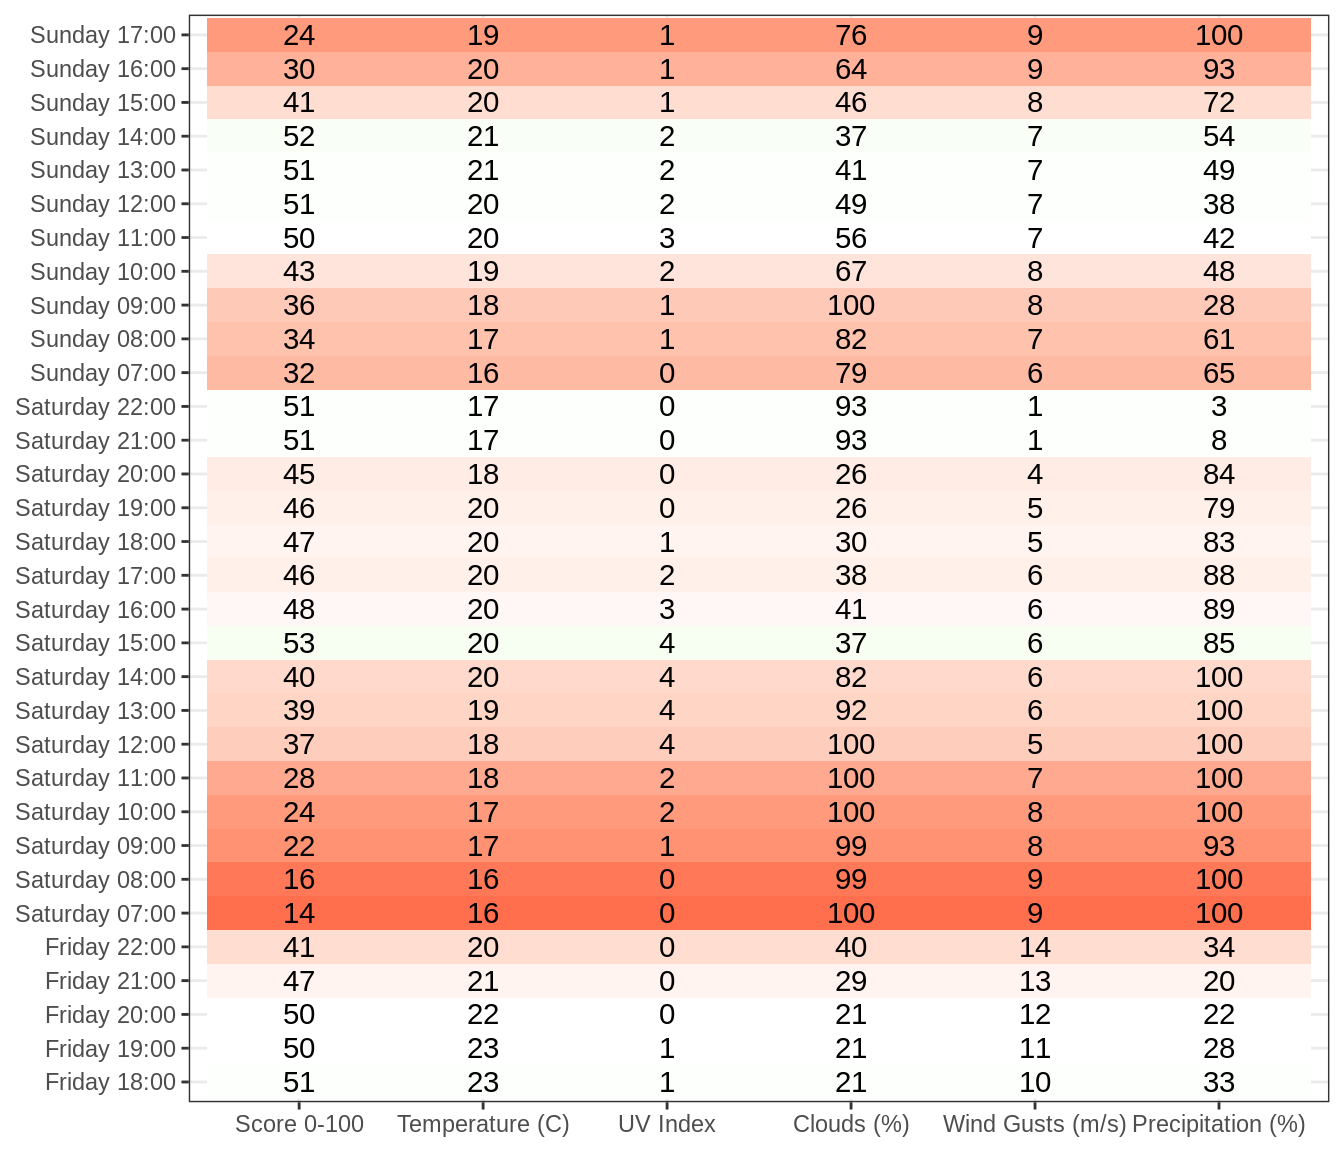 Sunday 17:00 24 19 1 76 9 100
Sunday 16:00 30 20 1 64 9 93
Sunday 15:00 41 20 1 46 8 72
Sunday 14:00 52 21 2 37 7 54
Sunday 13:00 51 21 2 41 7 49
Sunday 12:00 51 20 2 49 7 38
Sunday 11:00 50 20 3 56 7 42
Sunday 10:00 43 19 2 67 8 48
Sunday 09:00 36 18 1 100 8 28
Sunday 08:00 34 17 1 82 7 61
Sunday 07:00 32 16 0 79 6 65
Saturday 22:00 51 17 0 93 1 3
Saturday 21:00 51 17 0 93 1 8
Saturday 20:00 45 18 0 26 4 84
Saturday 19:00 46 20 0 26 5 79
Saturday 18:00 47 20 1 30 5 83
Saturday 17:00 46 20 2 38 6 88
Saturday 16:00 48 20 3 41 6 89
Saturday 15:00 53 20 4 37 6 85
Saturday 14:00 40 20 4 82 6 100
Saturday 13:00 39 19 4 92 6 100
Saturday 12:00 37 18 4 100 5 100
Saturday 11:00 28 18 2 100 7 100
Saturday 10:00 24 17 2 100 8 100
Saturday 09:00 22 17 1 99 8 93
Saturday 08:00 16 16 0 99 9 100
Saturday 07:00 14 16 0 100 9 100
Friday 22:00 41 20 0 40 14 34
Friday 21:00 47 21 0 29 13 20
Friday 20:00 50 22 0 21 12 22
Friday 19:00 50 23 1 21 11 28
Friday 18:00 51 23 1 21 10 33
Score 0-100 Temperature (C) UV Index Clouds (%) Wind Gusts (m/s) Precipitation (%)